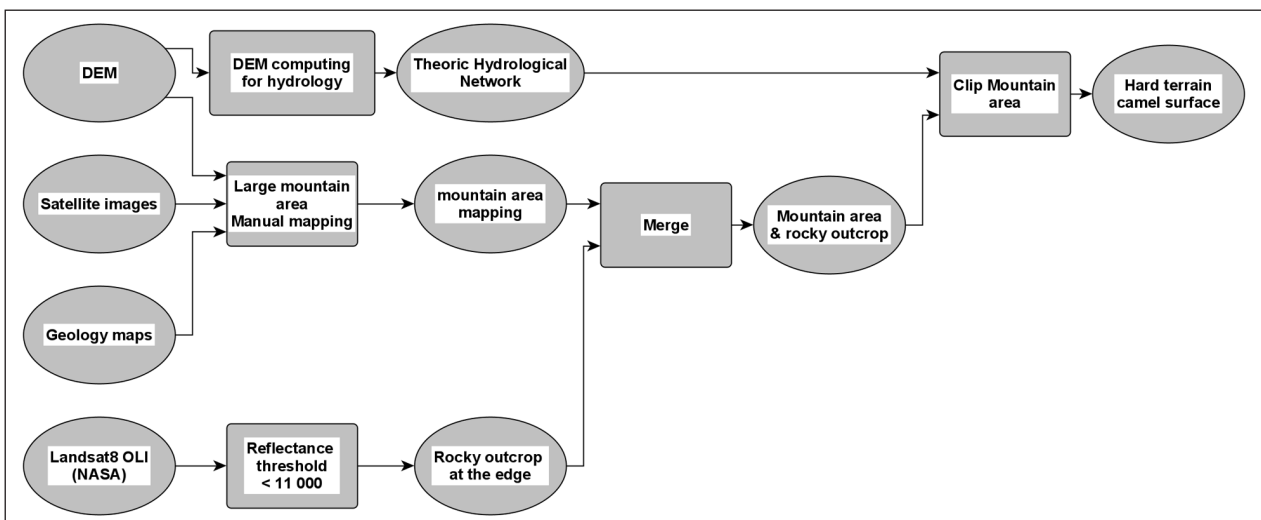 DEM
DEM computing
for hydrology
Theoric Hydrological
Network
Clip Mountain
area
Hard terrain
camel surface
Satellite images
Large mountain
area
Manual mapping
mountain area
mapping
Merge
Mountain area
& rocky outcrop
Geology maps
Landsat8 OLI
(NASA)
Reflectance
threshold
< 11 000
Rocky outcrop
at the edge